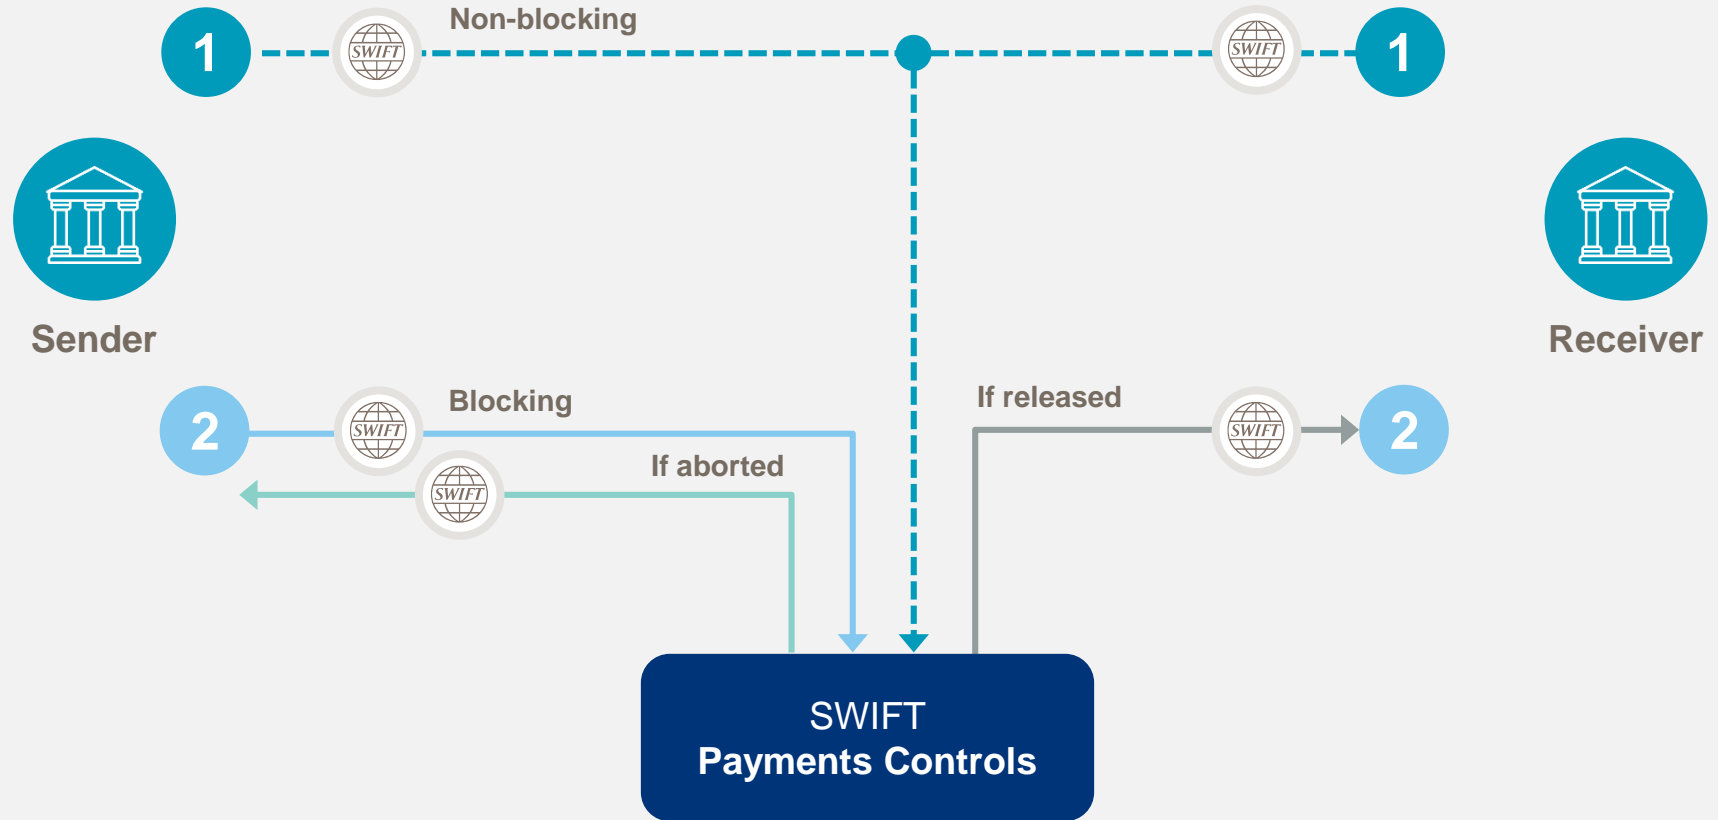 Non-blocking
1
SWIFT
SWIFT
1
Sender
Receiver
2
SWIFT
Blocking
If released
SWIFT
2
If aborted
SWIFT
SWIFT
Payments Controls